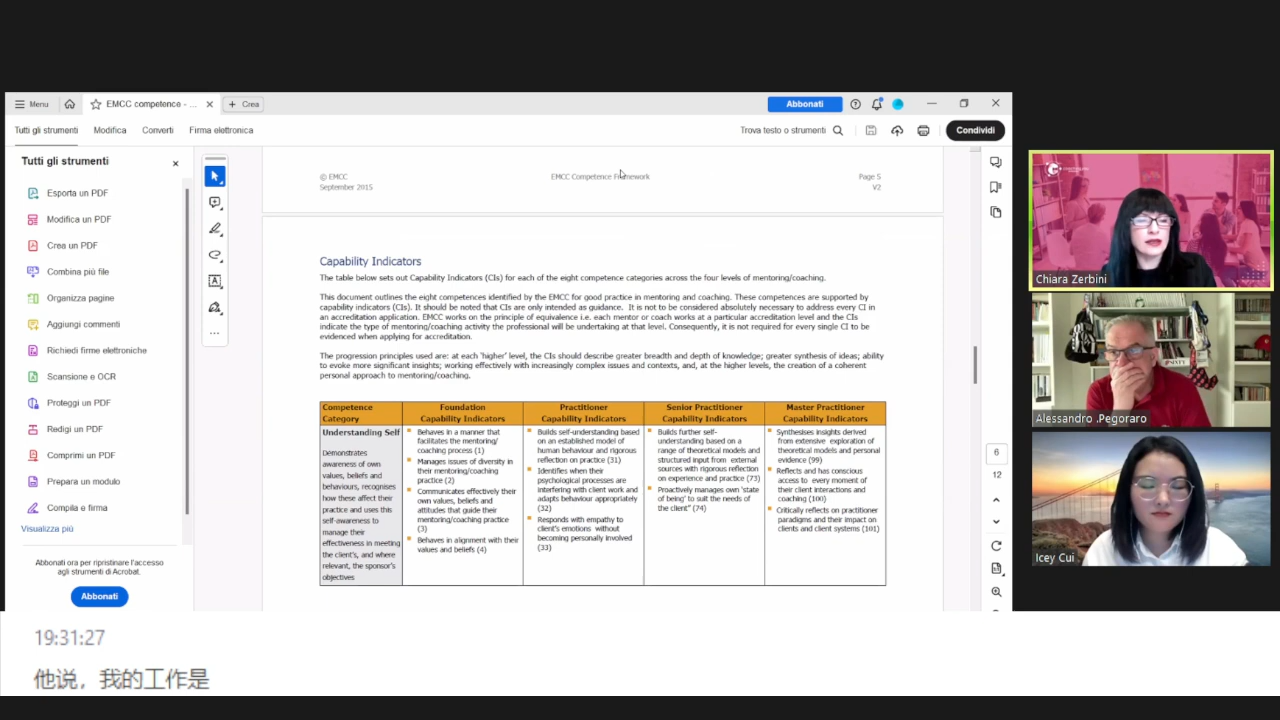 Menu
EMCC competence - ...
Crea
Abbonati
Tutti gli strumenti
Modifica
Converti
Firma elettronica
Trova testo o strumenti
Condividi
Tutti gli strumenti
Esporta un PDF
Modifica un PDF
Crea un PDF
Combina più file
Organizza pagine
Aggiungi commenti
Richiedi firme elettroniche
Scansione e OCR
Proteggi un PDF
Redigi un PDF
Comprimi un PDF
Prepara un modulo
Compila e firma
Visualizza più
Abbonati ora per ripristinare l'accesso
agli strumenti di Acrobat.
Abbonati
© EMCC
September 2015
EMCC Competence Framework
Page 5
V2
Capability Indicators
The table below sets out Capability Indicators (CIs) for each of the eight competence categories across the four levels of mentoring/coaching.
This document outlines the eight competences identified by the EMCC for good practice in mentoring and coaching. These competences are supported by
capability indicators (CIs). It should be noted that CIs are only intended as guidance. It is not to be considered absolutely necessary to address every CI in
an accreditation application. EMCC works on the principle of equivalence i.e. each mentor or coach works at a particular accreditation level and the CIs
indicate the type of mentoring/coaching activity the professional will be undertaking at that level. Consequently, it is not required for every single CI to be
evidenced when applying for accreditation.
The progression principles used are: at each 'higher' level, the CIs should describe greater breadth and depth of knowledge; greater synthesis of ideas; ability
to evoke more significant insights; working effectively with increasingly complex issues and contexts, and, at the higher levels, the creation of a coherent
personal approach to mentoring/coaching.
Competence
Category
Foundation
Capability Indicators
Practitioner
Capability Indicators
Senior Practitioner
Capability Indicators
Master Practitioner
Capability Indicators
Understanding Self
Demonstrates
awareness of own
values, beliefs and
behaviours, recognises
how these affect their
practice and uses this
self-awareness to
manage their
effectiveness in meeting
the client's, and where
relevant, the sponsor's
objectives
Behaves in a manner that
facilitates the mentoring/
coaching process (1)
Manages issues of diversity in
their mentoring/coaching
practice (2)
Communicates effectively their
own values, beliefs and
attitudes that guide their
mentoring/coaching practice
(3)
Behaves in alignment with their
values and beliefs (4)
Builds self-understanding based
on an established model of
human behaviour and rigorous
reflection on practice (31)
Identifies when their
psychological processes are
interfering with client work and
adapts behaviour appropriately
(32)
Responds with empathy to
client's emotions without
becoming personally involved
(33)
Builds further self-
understanding based on a
range of theoretical models and
structured input from external
sources with rigorous reflection
on experience and practice (73)
Proactively manages own 'state
of being' to suit the needs of
the client" (74)
Synthesises insights derived
from extensive exploration of
theoretical models and personal
evidence (99)
Reflects and has conscious
access to every moment of
their client interactions and
coaching (100)
Critically reflects on practitioner
paradigms and their impact on
clients and client systems (101)
6
12
Chiara Zerbini
Alessandro .Pegoraro
Icey Cui
19:31:27
他说，我的工作是